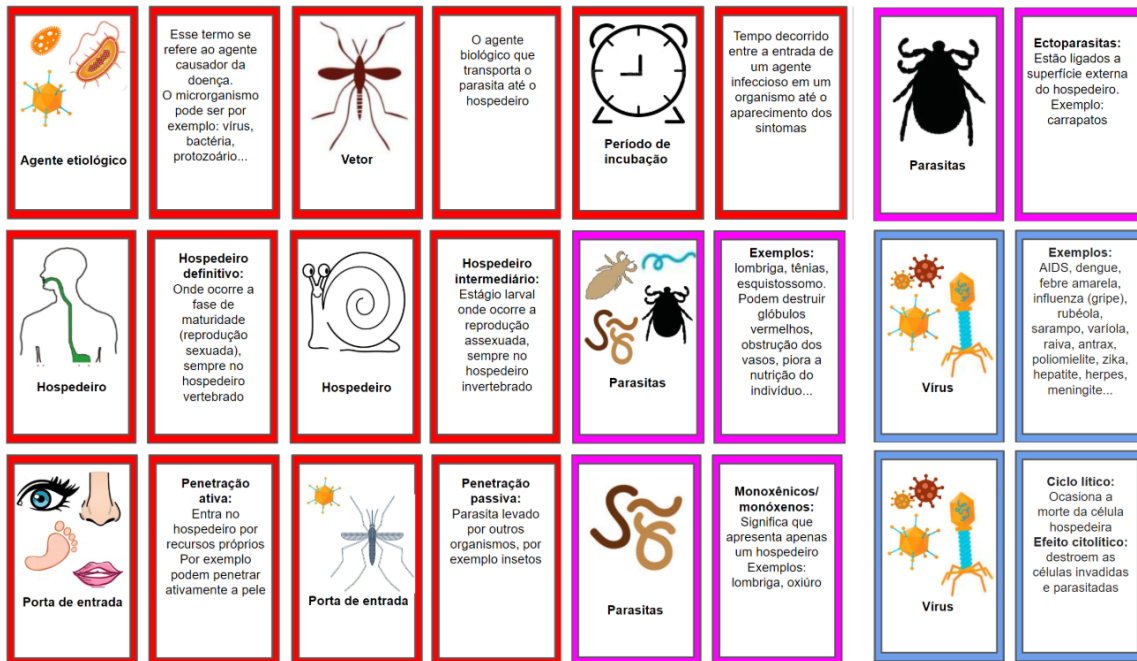 Agente etiológico
Esse termo se
refere ao agente
causador da
doença.
O microrganismo
pode ser por
exemplo: vírus,
bactéria,
protozoário...
Vetor
O agente
biológico que
transporta o
parasita até o
hospedeiro
Período de
incubação
Tempo decorrido
entre a entrada de
um agente
infeccioso em um
organismo até o
aparecimento dos
sintomas
Parasitas
Ectoparasitas:
Estão ligados a
superfície externa
do hospedeiro.
Exemplo:
carrapatos
Hospedeiro
Hospedeiro
definitivo:
Onde ocorre a
fase de
maturidade
(reprodução
sexuada),
sempre no
hospedeiro
vertebrado
Hospedeiro
Hospedeiro
intermediário:
Estágio larval
onde ocorre a
reprodução
assexuada,
sempre no
hospedeiro
invertebrado
Parasitas
Exemplos:
lombriga, tênias,
esquistossomo.
Podem destruir
glóbulos
vermelhos,
obstrução dos
vasos, piora a
nutrição do
indivíduo...
Vírus
Exemplos:
AIDS, dengue,
febre amarela,
influenza (gripe),
rubéola,
sarampo, varíola,
raiva, antrax,
poliomielite, zika,
hepatite, herpes,
meningite...
Porta de entrada
Penetração
ativa:
Entra no
hospedeiro por
recursos próprios
Por exemplo
podem penetrar
ativamente a pele
Porta de entrada
Penetração
passiva:
Parasita levado
por outros
organismos, por
exemplo insetos
Parasitas
Monoxênicos/
monóxenos:
Significa que
apresenta apenas
um hospedeiro
Exemplos:
lombriga, oxiúro
Vírus
Ciclo lítico:
Ocasiona a
morte da célula
hospedeira
Efeito citolítico:
destroem as
células invadidas
e parasitadas